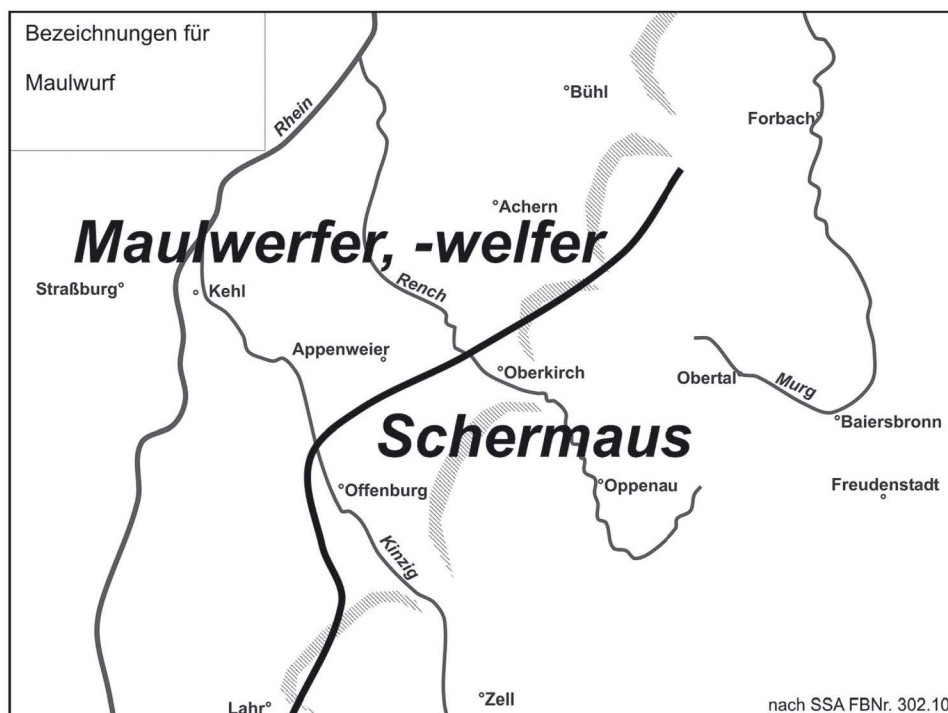 Bezeichnungen für
Maulwurf
Rhein
°Bühl
Forbach°
°Achern
Maulwerfer, -welfer
Straßburg°
° Kehl
Rench
Appenweier
°Oberkirch
Obertal
Murg
°Baiersbronn
Schermaus
°Offenburg
°Oppenau
Freudenstadt
Kinzig
Lahr°
°Zell
nach SSA FBNr. 302.10